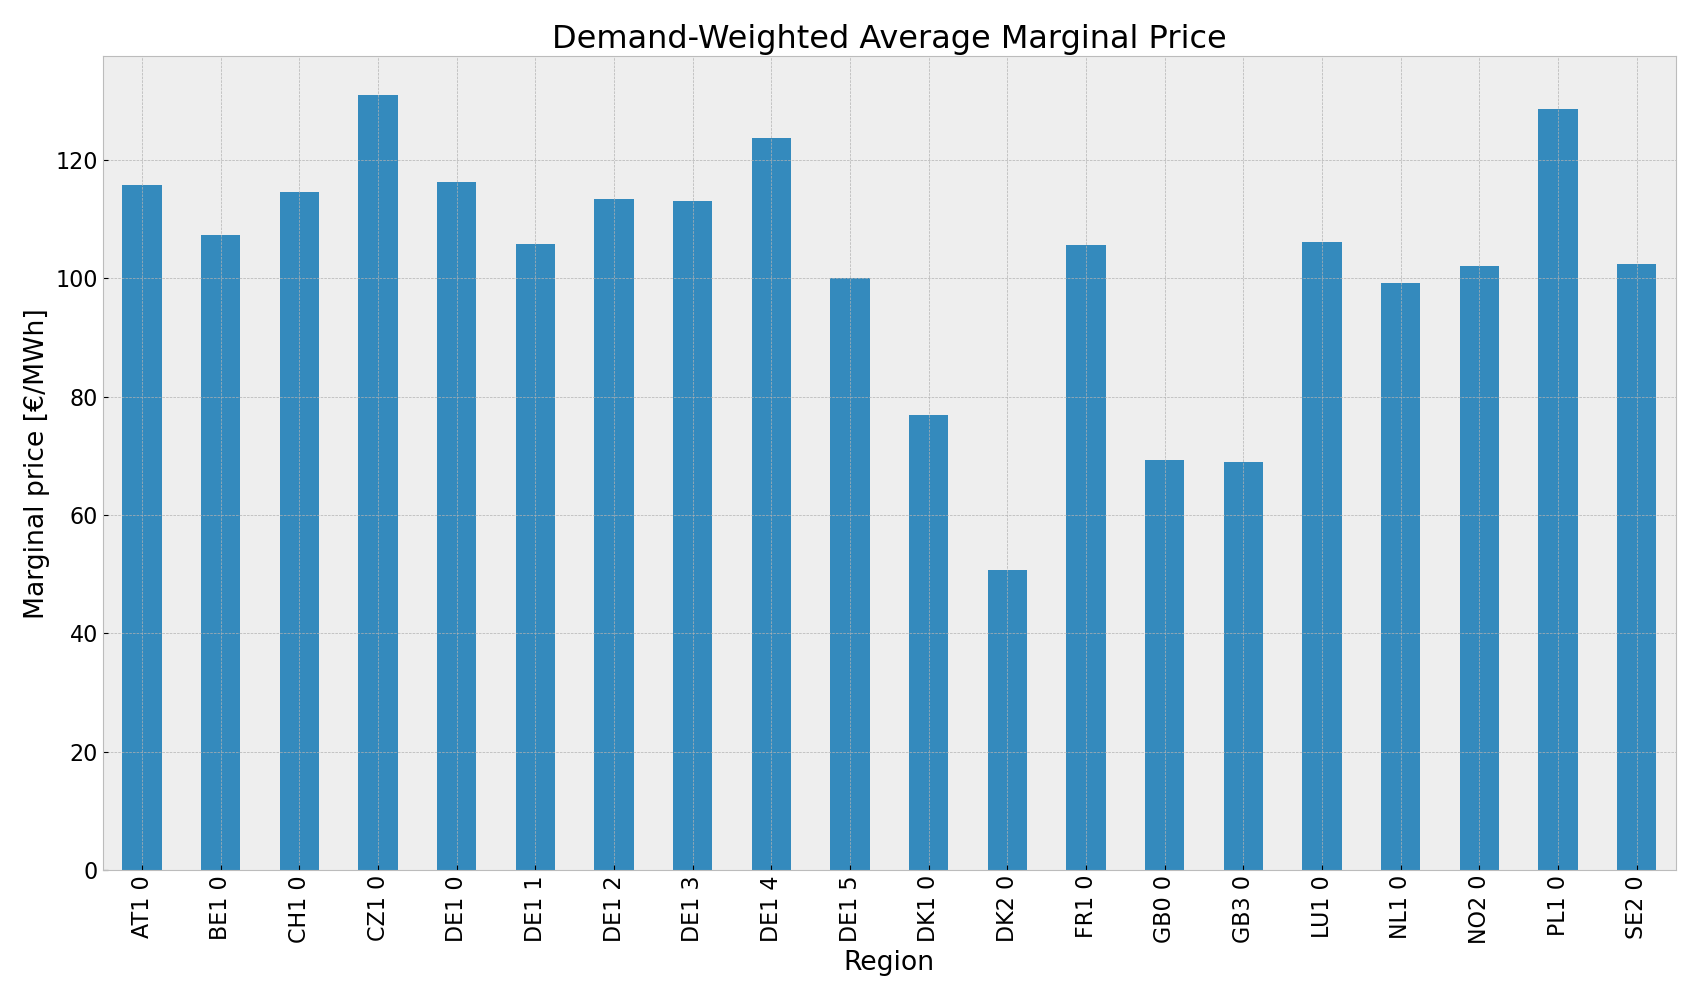 Demand-Weighted Average Marginal Price
Marginal price [€/MWh]
120
100
80
60
40
20
0
AT1 0
BE1 0
CH1 0
CZ1 0
DE1 0
DE1 1
DE1 2
DE1 3
DE1 4
DE1 5
DK1 0
DK2 0
FR1 0
GB0 0
GB3 0
LU1 0
NL1 0
NO2 0
PL1 0
SE2 0
Region